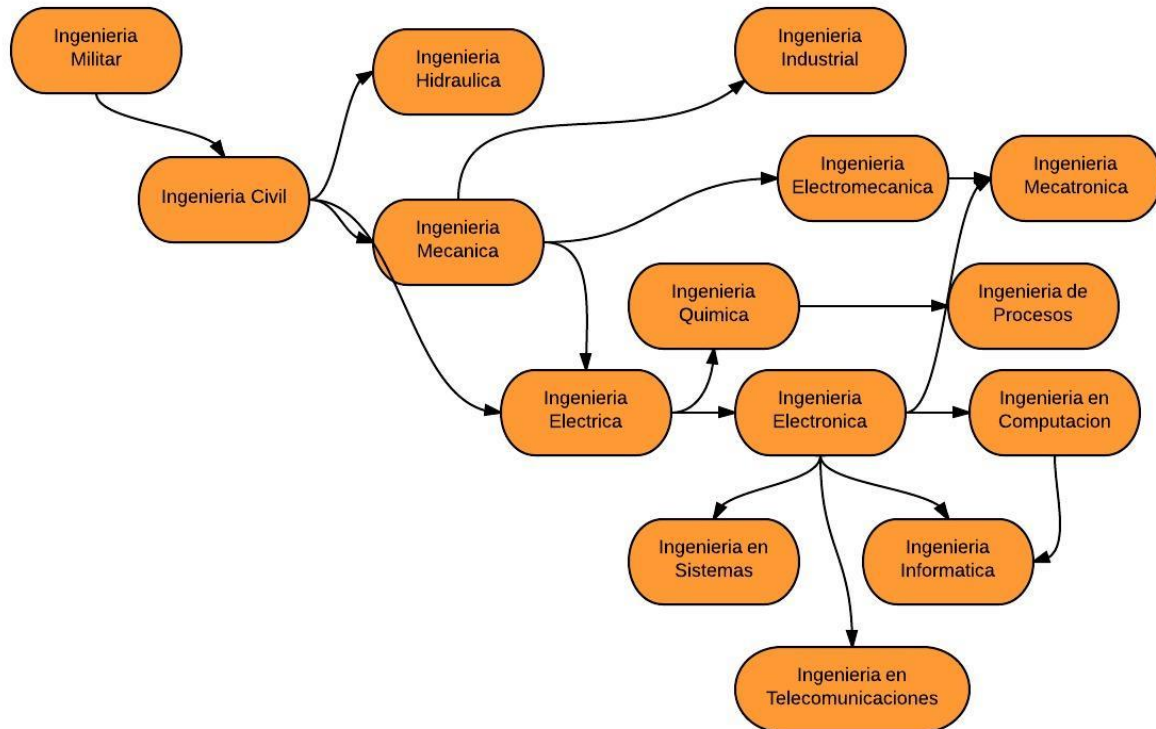 Ingenieria
Militar
Ingenieria
Hidraulica
Ingenieria
Industrial
Ingenieria Civil
Ingenieria
Mecanica
Ingenieria
Electromecanica
Ingenieria
Mecatronica
Ingenieria
Quimica
Ingenieria de
Procesos
Ingenieria
Electrica
Ingenieria
Electronica
Ingenieria en
Computacion
Ingenieria en
Sistemas
Ingenieria
Informatica
Ingenieria en
Telecomunicaciones